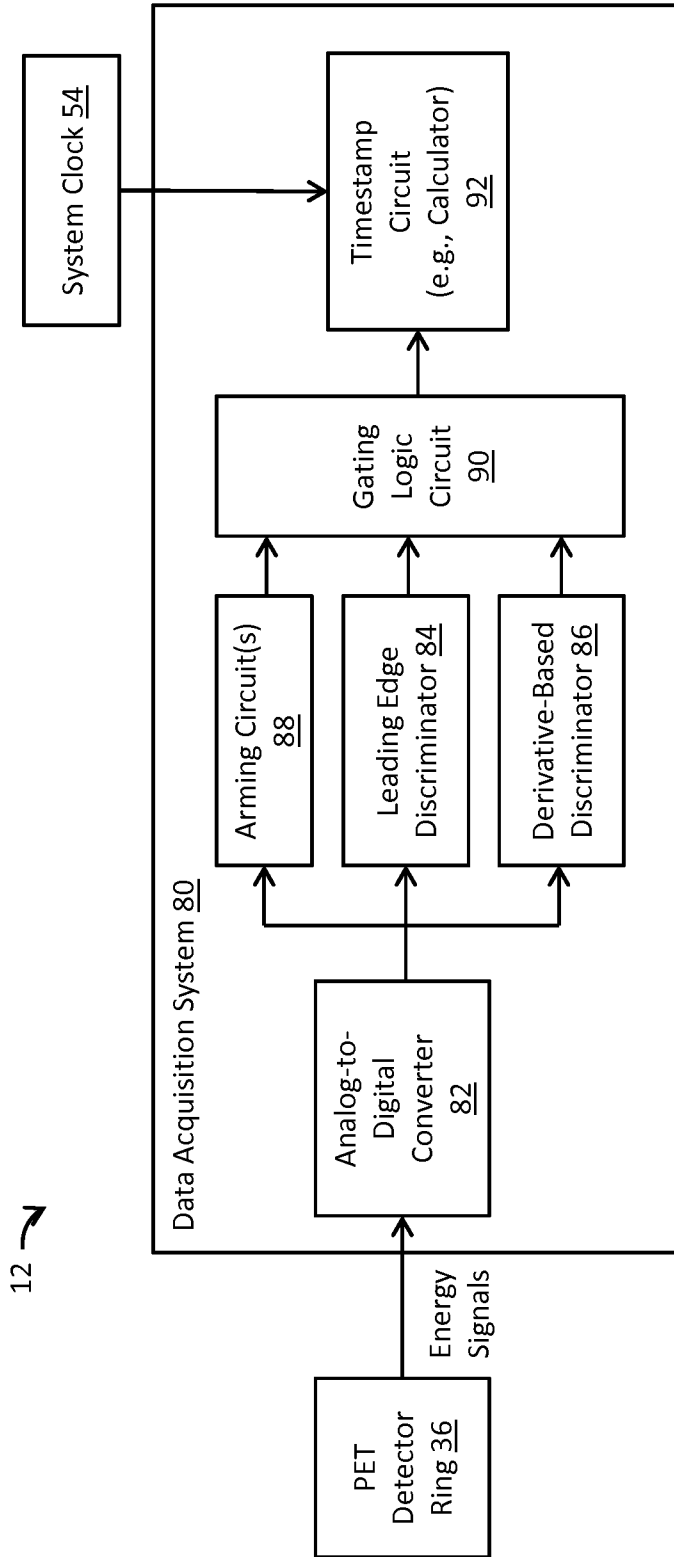 12
System Clock 54
Data Acquisition System 80
PET
Detector
Ring 36
Energy
Signals
Analog-to-
Digital
Converter
82
Arming Circuit(s)
88
Leading Edge
Discriminator 84
Derivative-Based
Discriminator 86
Gating
Logic
Circuit
90
Timestamp
Circuit
(e.g., Calculator)
92